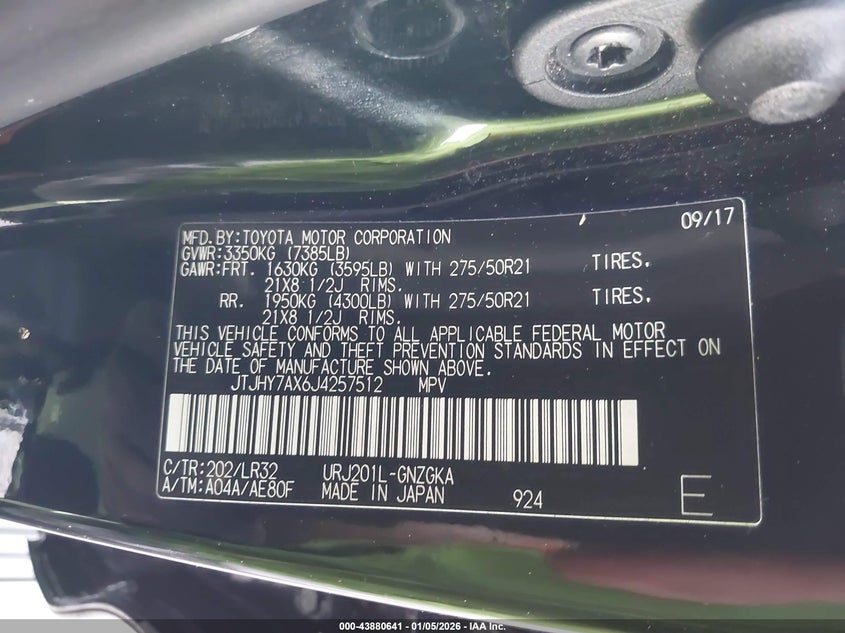 09/17
MFD.BY:TOYOTA MOTOR CORPORATION
GVWR:3350KG (7385LB)
GAWR:FRT. 1630KG (3595LB) WITH 275/50R21 TIRES.
21X8 1/2J RIMS.
RR. 1950KG (4300LB) WITH 275/50R21 TIRES.
21X8 1/2J RIMS.
THIS VEHICLE CONFORMS TO ALL APPLICABLE FEDERAL MOTOR
VEHICLE SAFETY AND THEFT PREVENTION STANDARDS IN EFFECT ON
THE DATE OF MANUFACTURE SHOWN ABOVE.
JTJHY7AX6J4257512 MPV
C/TR:202/LR32 URJ201L-GNZGKA
A/TM:A04A/AE80F MADE IN JAPAN 924 E
000-43880641 - 01/05/2026 - IAA Inc.